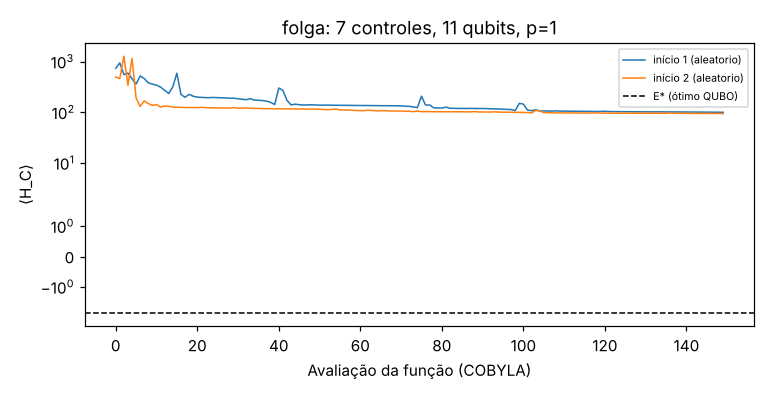 folga: 7 controles, 11 qubits, p=1
início 1 (aleatorio)
início 2 (aleatorio)
E* (ótimo QUBO)
⟨H_C⟩
10³
10²
10¹
10⁰
0
−10⁰
0 20 40 60 80 100 120 140
Avaliação da função (COBYLA)